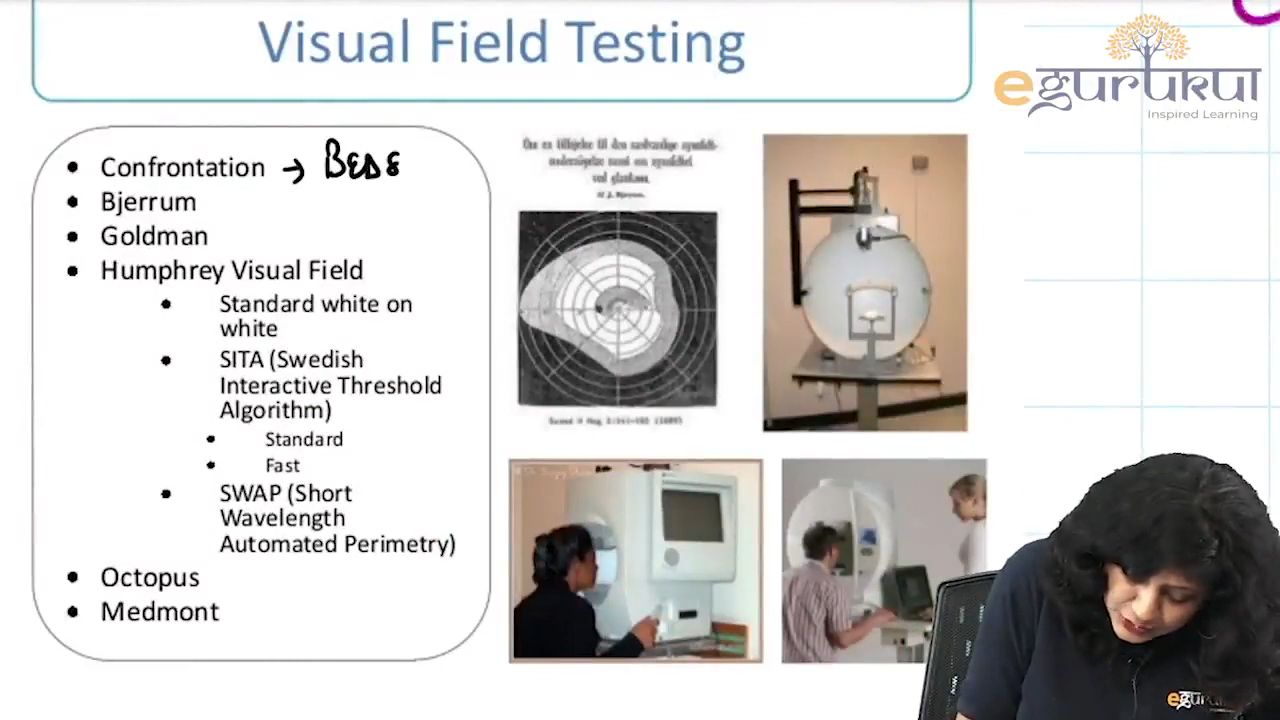 Visual Field Testing
egurukul
Inspired Learning
• Confrontation → BEDS
• Bjerrum
• Goldman
• Humphrey Visual Field
• Standard white on
white
• SITA (Swedish
Interactive Threshold
Algorithm)
• Standard
• Fast
• SWAP (Short
Wavelength
Automated Perimetry)
• Octopus
• Medmont